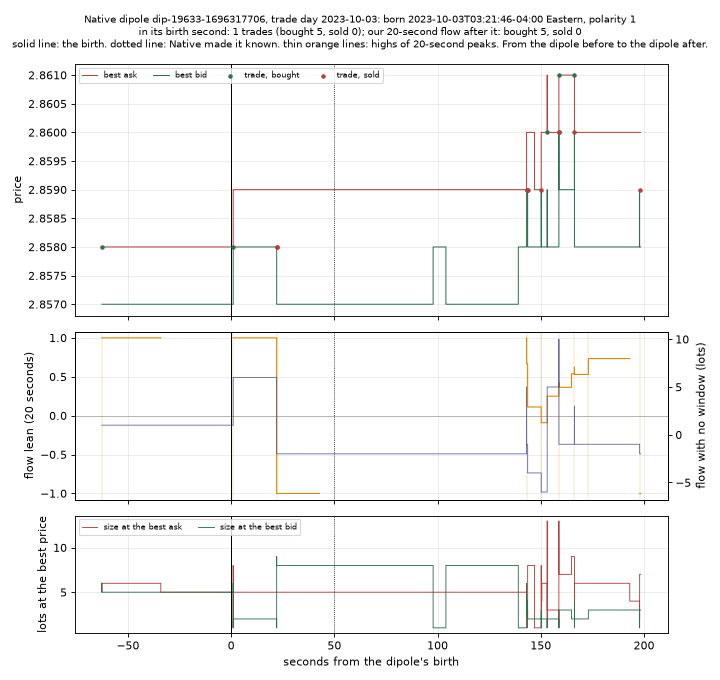 Native dipole dip-19633-1696317706, trade day 2023-10-03: born 2023-10-03T03:21:46-04:00 Eastern, polarity 1
in its birth second: 1 trades (bought 5, sold 0); our 20-second flow after it: bought 5, sold 0
solid line: the birth. dotted line: Native made it known. thin orange lines: highs of 20-second peaks. From the dipole before to the dipole after.
best ask
best bid
trade, bought
trade, sold
2.8610
2.8605
2.8600
2.8595
2.8590
2.8585
2.8580
2.8575
2.8570
price
1.0
0.5
0.0
−0.5
−1.0
flow lean (20 seconds)
10
5
0
−5
flow with no window (lots)
size at the best ask
size at the best bid
10
5
lots at the best price
−50
0
50
100
150
200
seconds from the dipole's birth